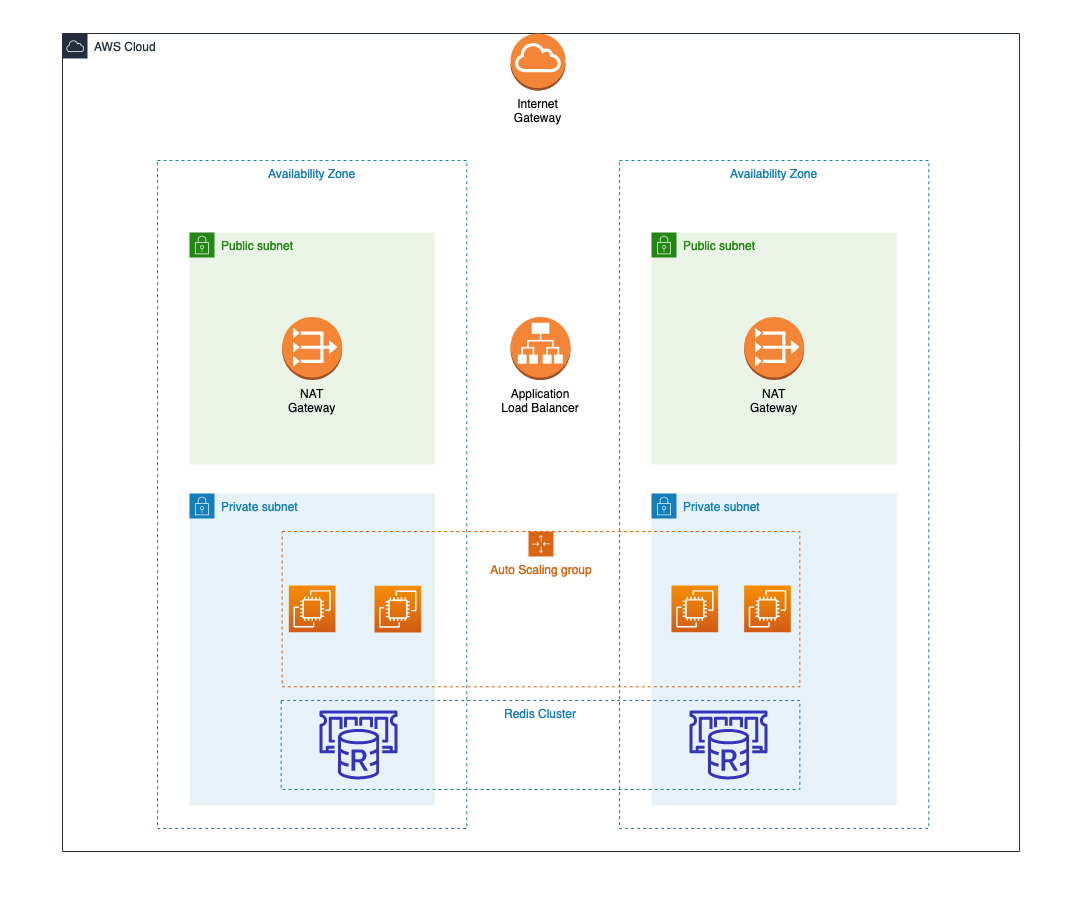 AWS Cloud
Internet
Gateway
Availability Zone
Availability Zone
Public subnet
Public subnet
NAT
Gateway
Application
Load Balancer
NAT
Gateway
Private subnet
Private subnet
Auto Scaling group
Redis Cluster
R
R